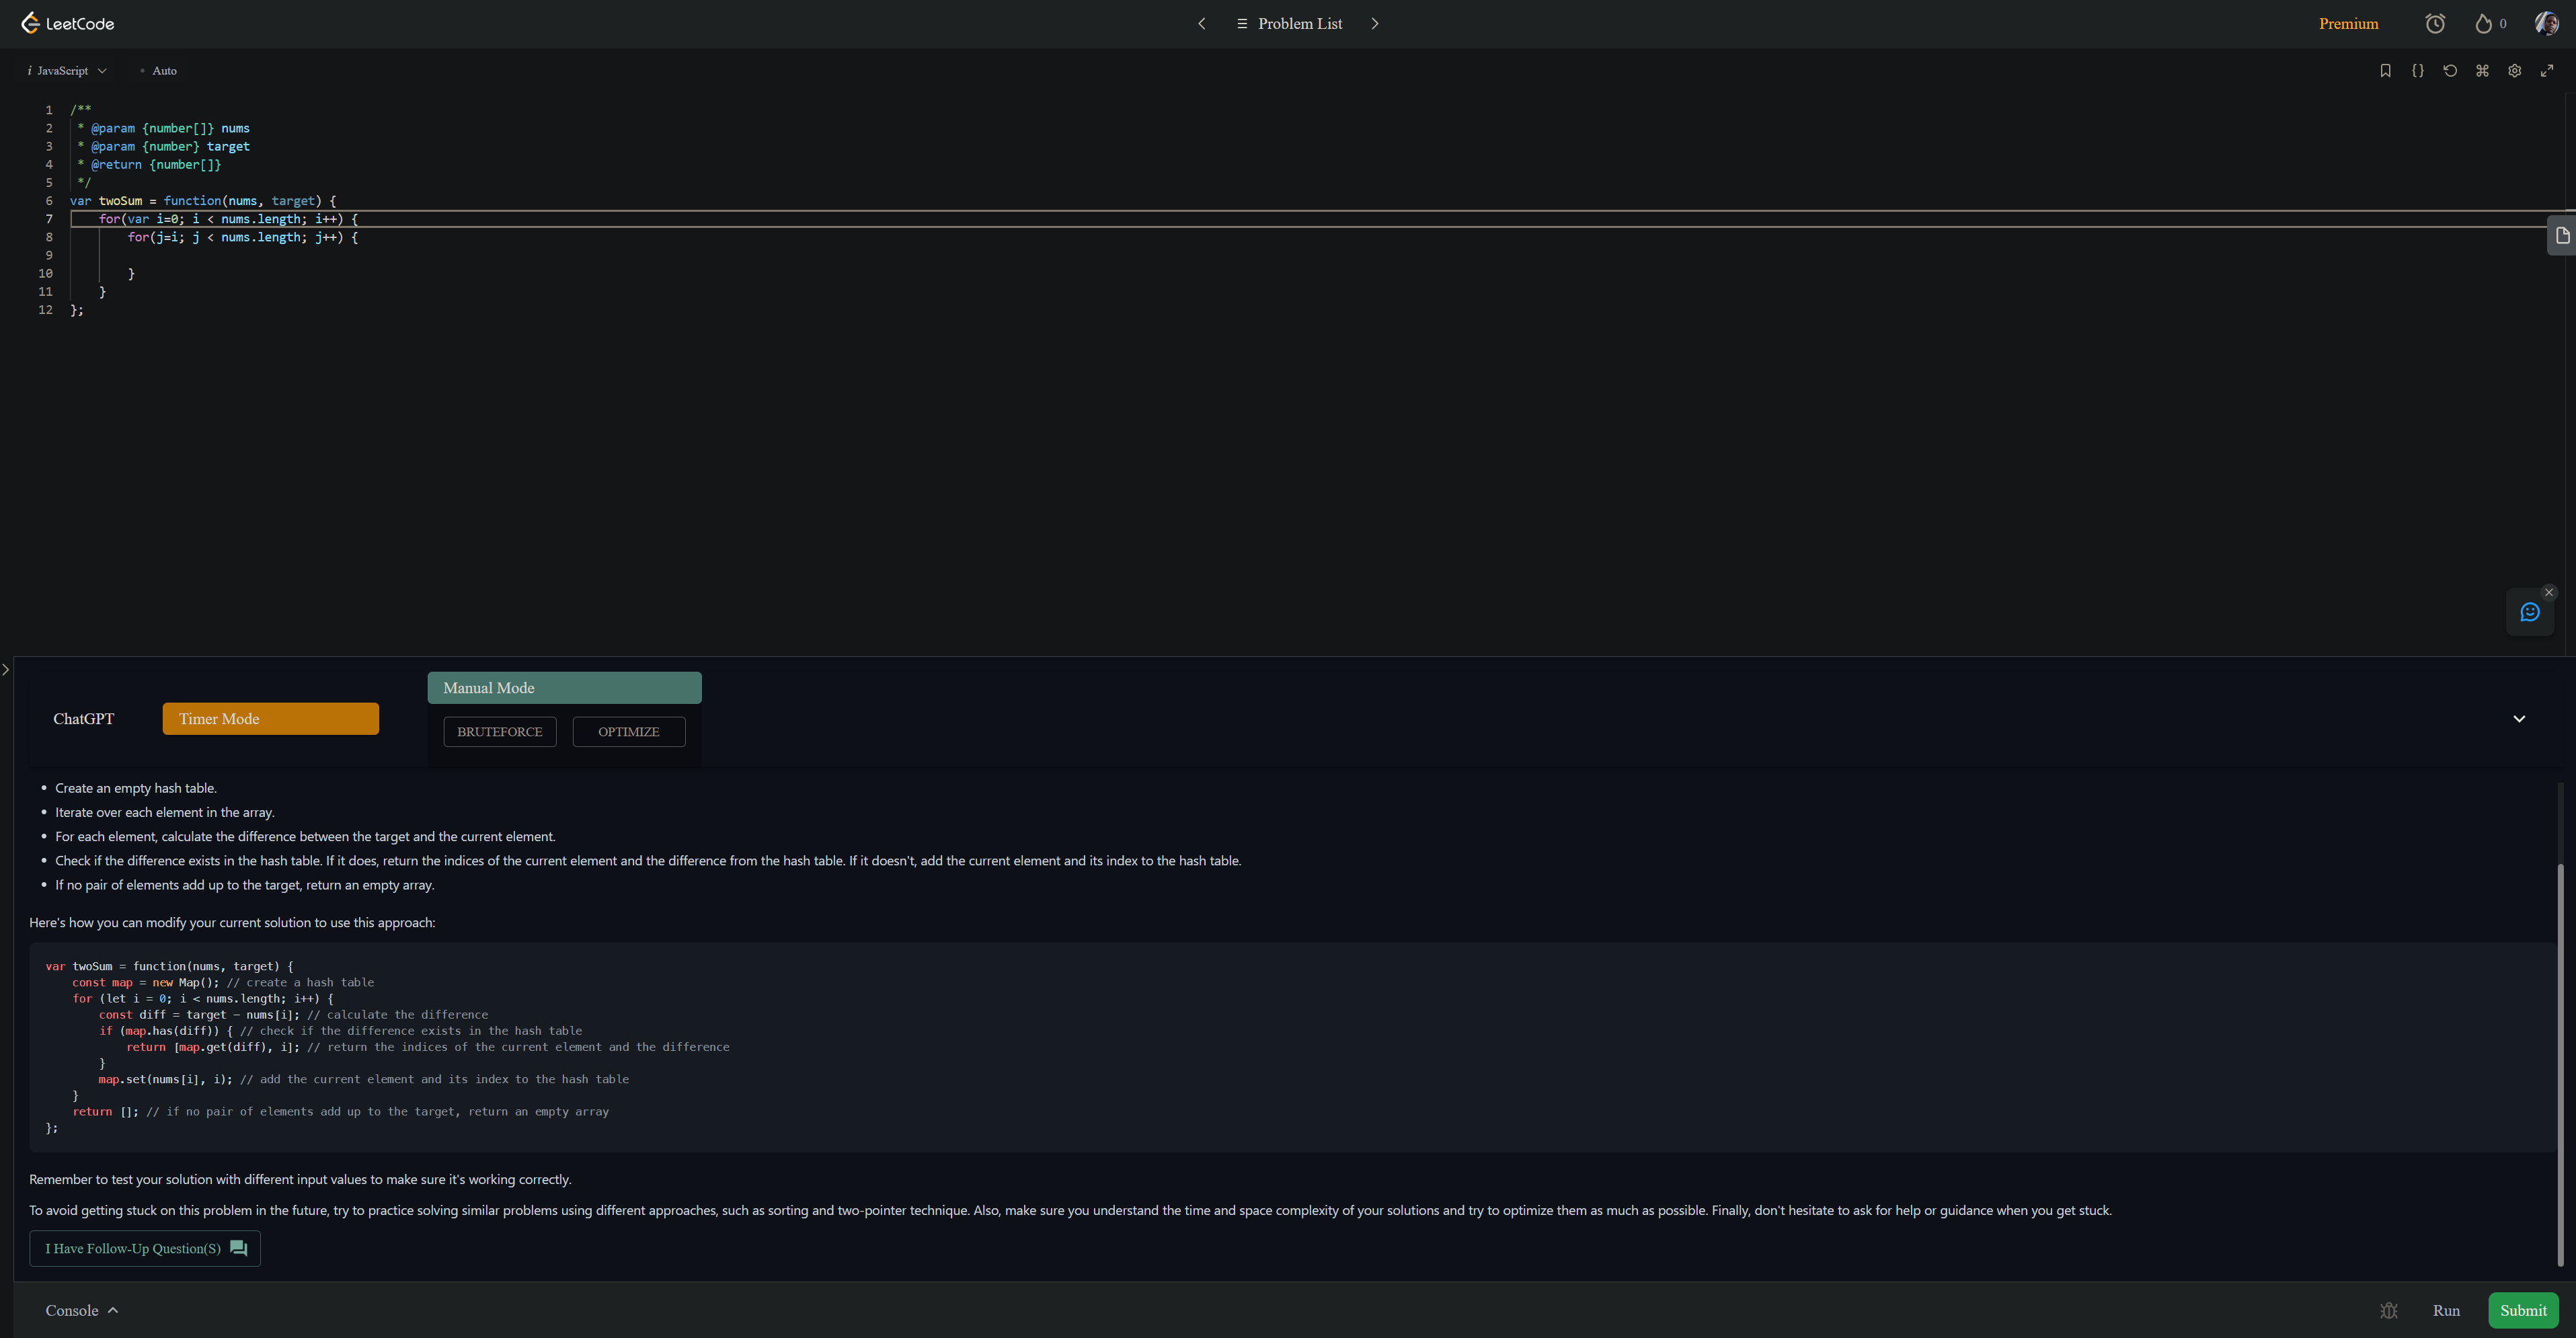 LeetCode
Problem List
Premium
0
i JavaScript
Auto
1 /**
2  * @param {number[]} nums
3  * @param {number} target
4  * @return {number[]}
5  */
6 var twoSum = function(nums, target) {
7     for(var i=0; i < nums.length; i++) {
8         for(j=i; j < nums.length; j++) {
9
10         }
11     }
12 };
ChatGPT
Timer Mode
Manual Mode
BRUTEFORCE
OPTIMIZE
• Create an empty hash table.
• Iterate over each element in the array.
• For each element, calculate the difference between the target and the current element.
• Check if the difference exists in the hash table. If it does, return the indices of the current element and the difference from the hash table. If it doesn't, add the current element and its index to the hash table.
• If no pair of elements add up to the target, return an empty array.
Here's how you can modify your current solution to use this approach:
var twoSum = function(nums, target) {
    const map = new Map(); // create a hash table
    for (let i = 0; i < nums.length; i++) {
        const diff = target - nums[i]; // calculate the difference
        if (map.has(diff)) { // check if the difference exists in the hash table
            return [map.get(diff), i]; // return the indices of the current element and the difference
        }
        map.set(nums[i], i); // add the current element and its index to the hash table
    }
    return []; // if no pair of elements add up to the target, return an empty array
};
Remember to test your solution with different input values to make sure it's working correctly.
To avoid getting stuck on this problem in the future, try to practice solving similar problems using different approaches, such as sorting and two-pointer technique. Also, make sure you understand the time and space complexity of your solutions and try to optimize them as much as possible. Finally, don't hesitate to ask for help or guidance when you get stuck.
I Have Follow-Up Question(S)
Console
Run
Submit